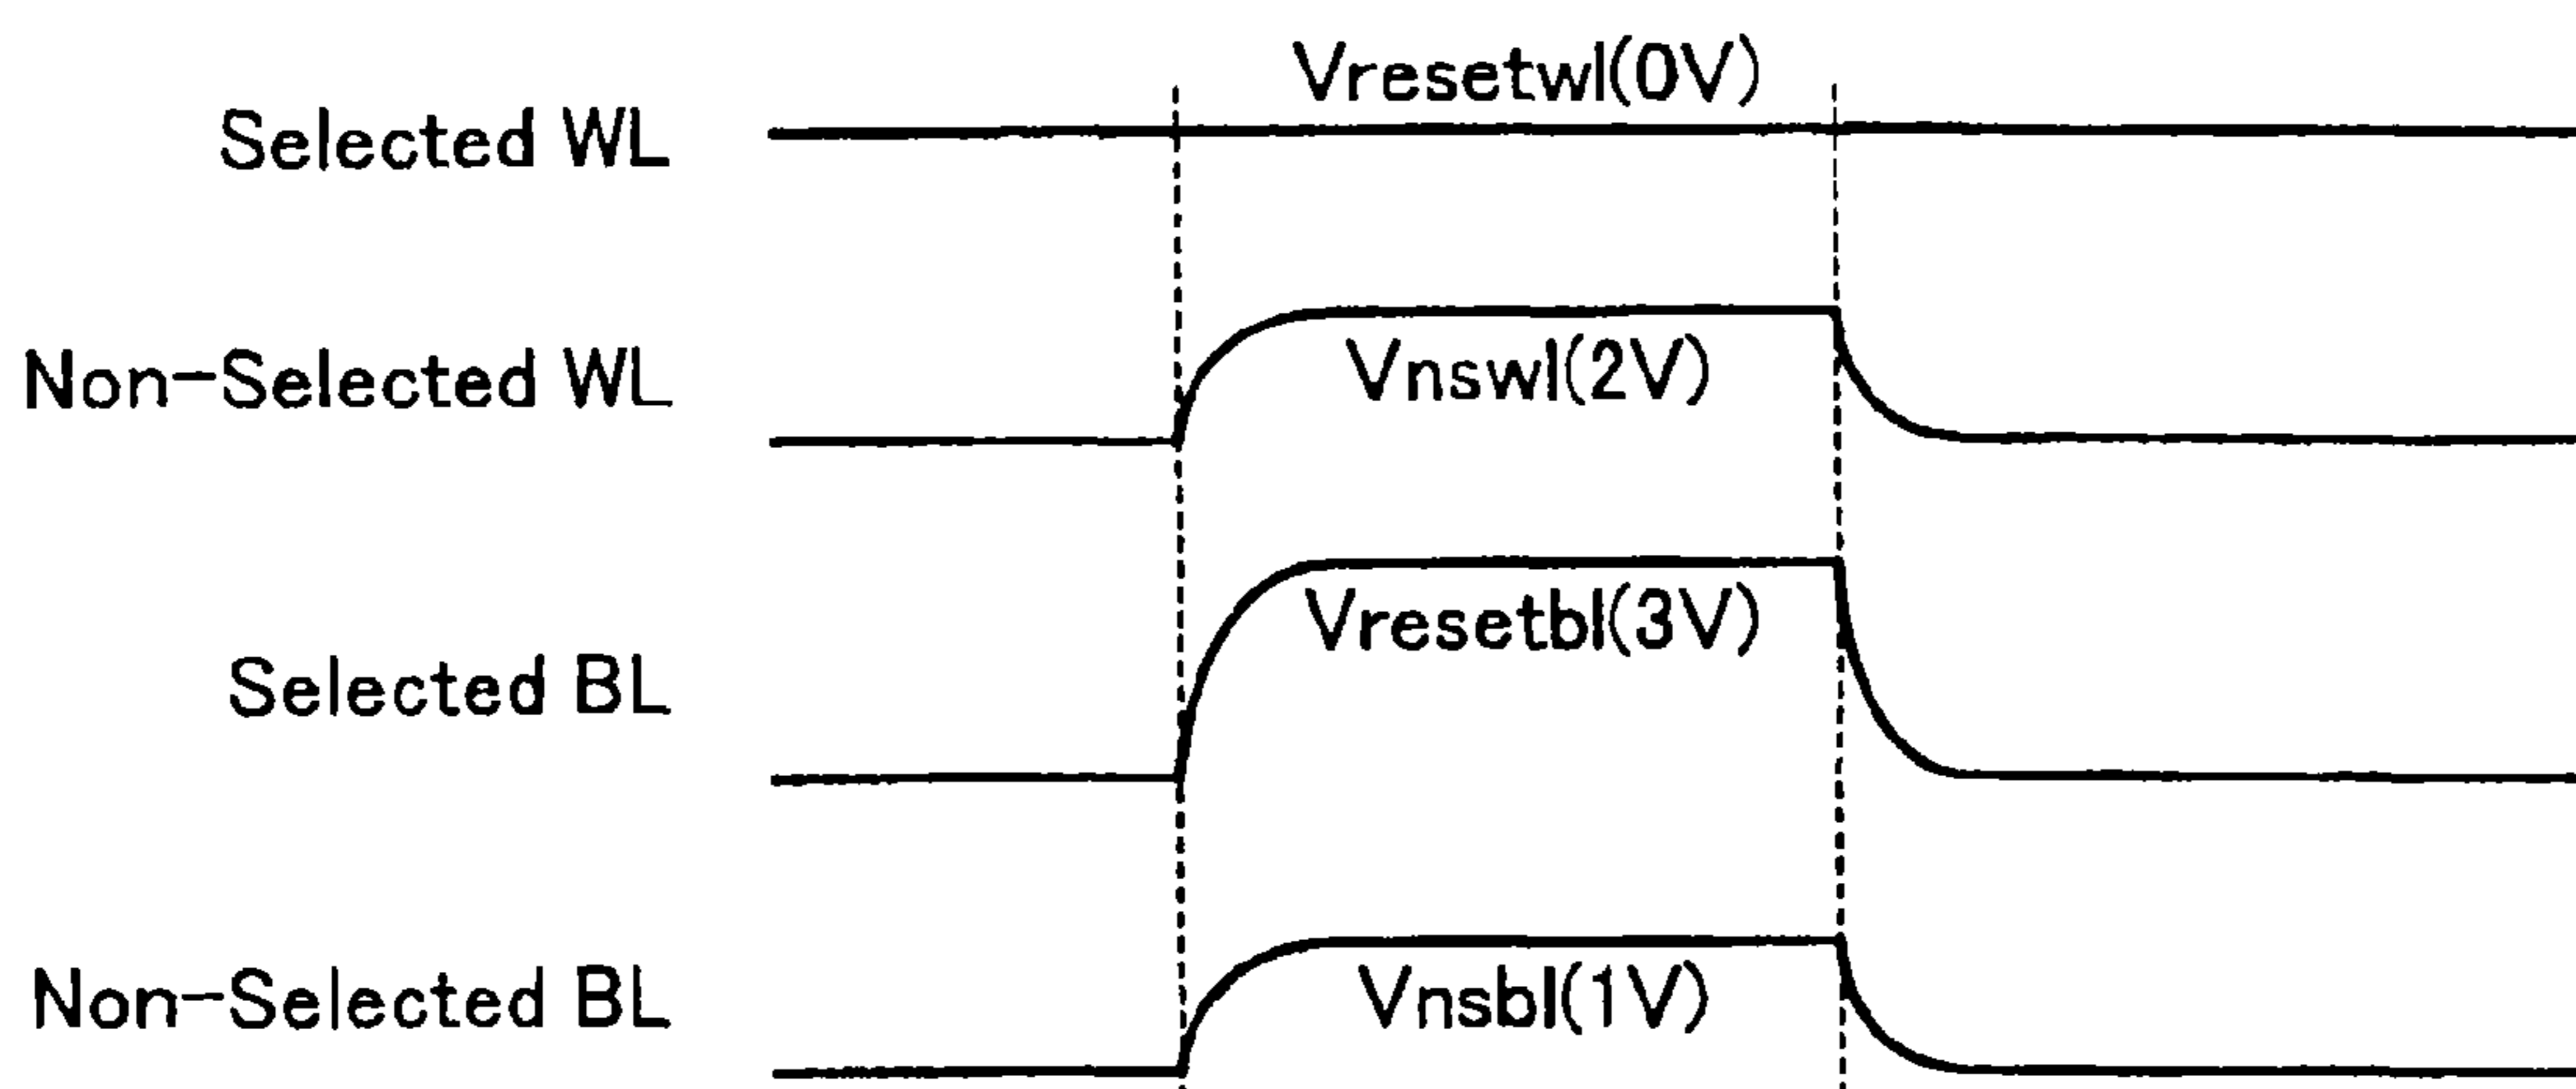 Vresetwl(0V)
Selected WL
Non-Selected WL
Vnswl(2V)
Vresetbl(3V)
Selected BL
Vnsbl(1V)
Non-Selected BL